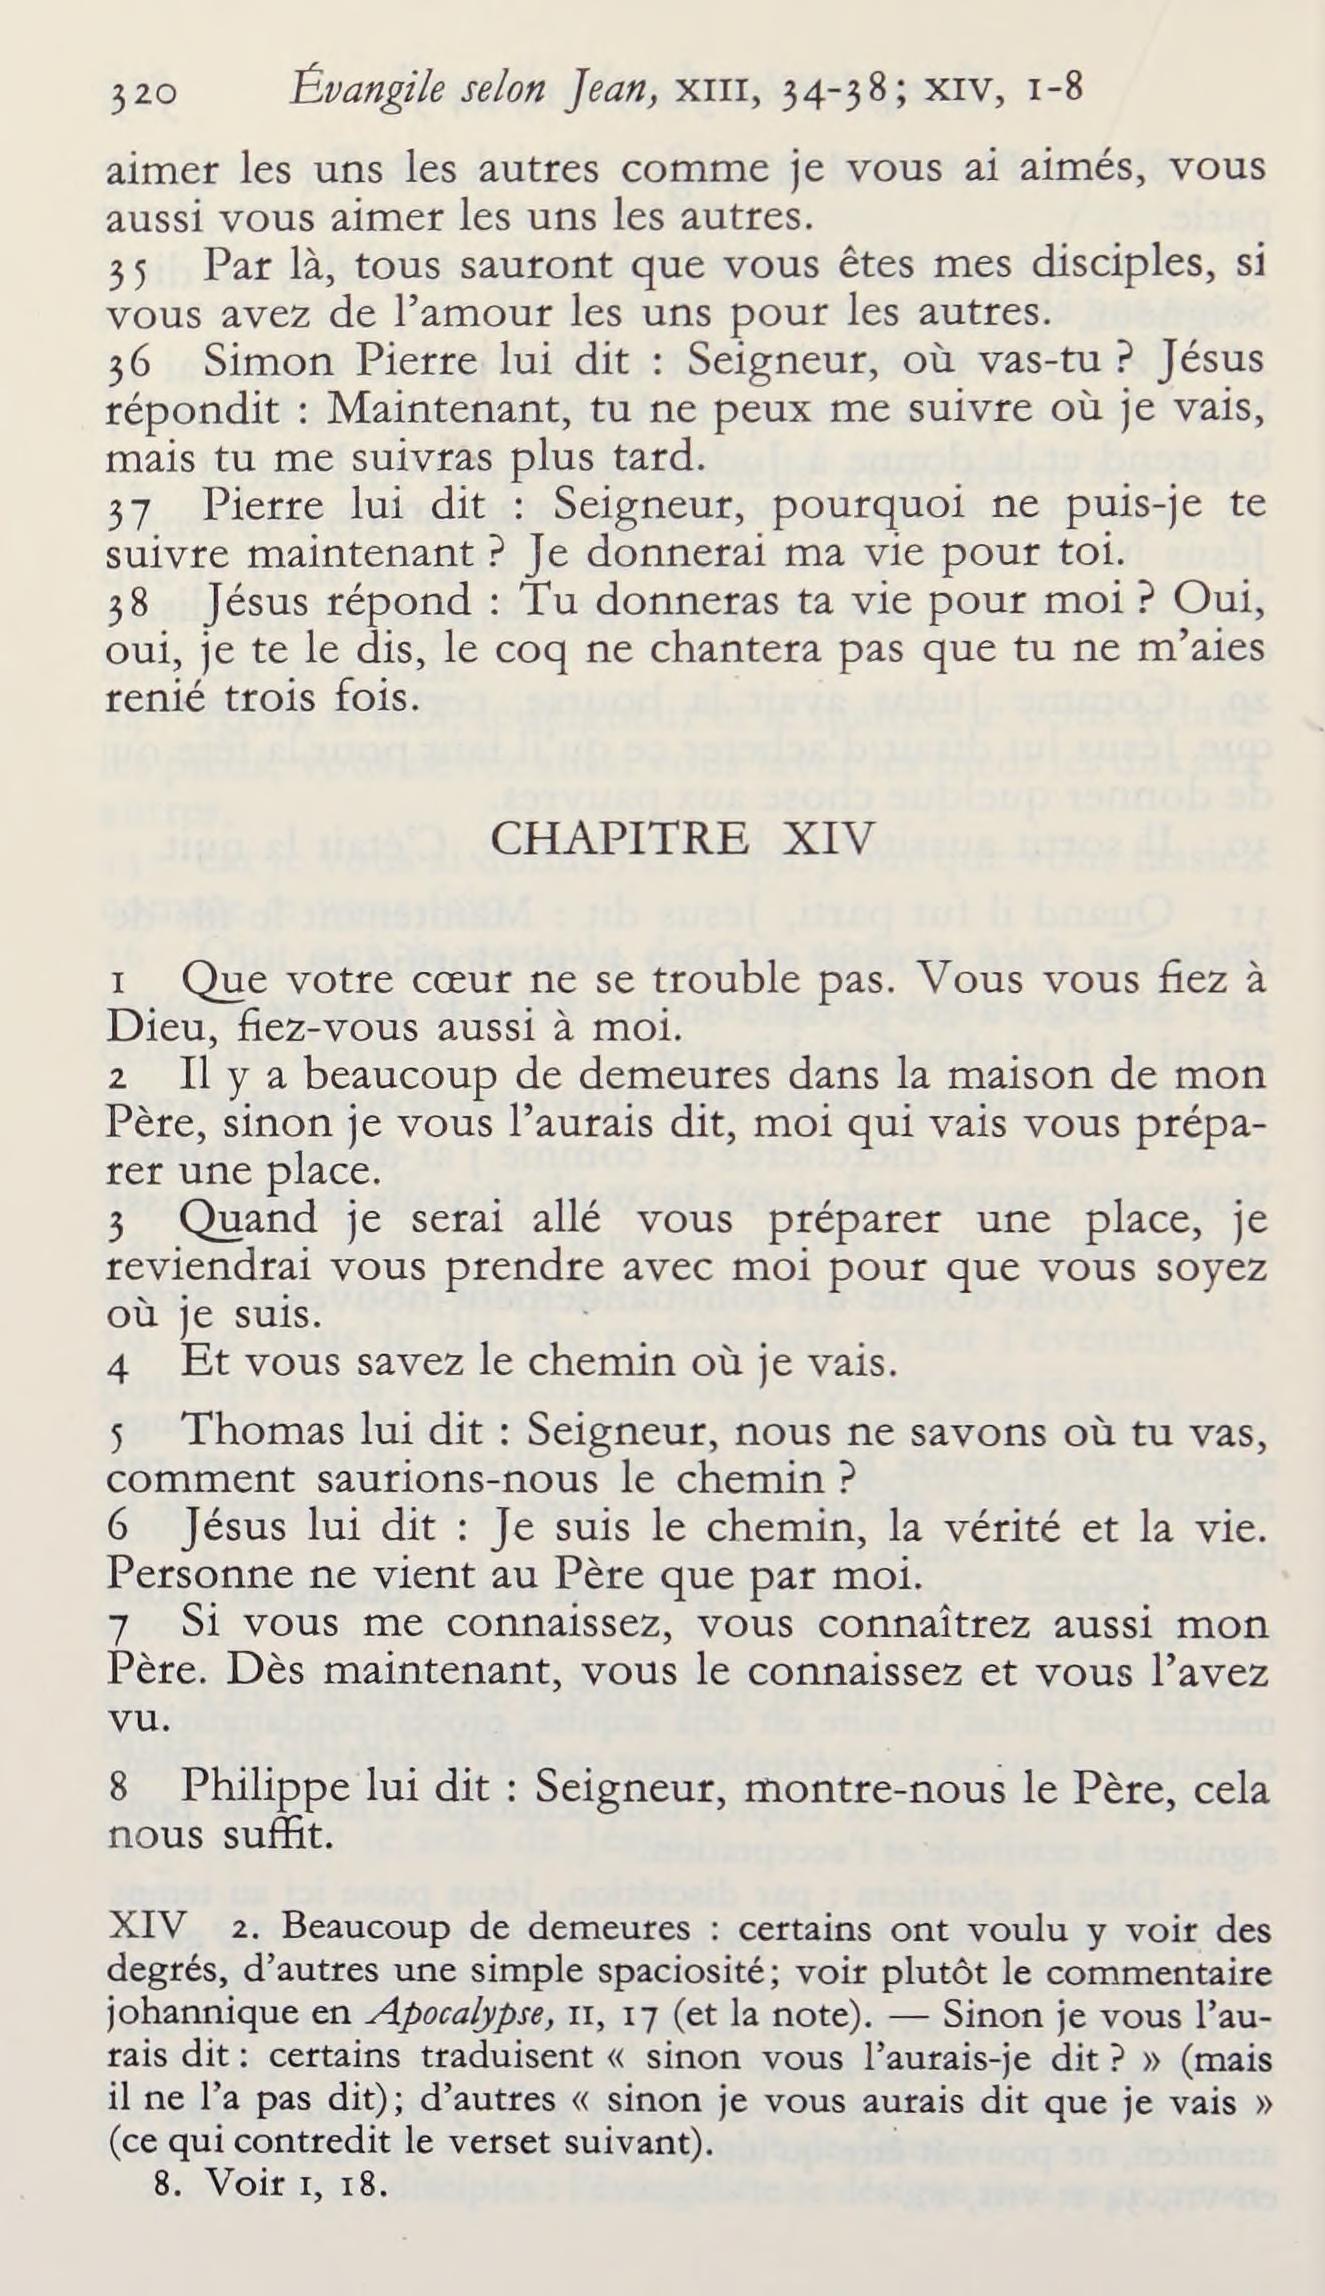 320 Évangile selon Jean, XIII, 34-38; XIV, 1-8
aimer les uns les autres comme je vous ai aimés, vous
aussi vous aimer les uns les autres.
35 Par là, tous sauront que vous êtes mes disciples, si
vous avez de l'amour les uns pour les autres.
36 Simon Pierre lui dit : Seigneur, où vas-tu ? Jésus
répondit : Maintenant, tu ne peux me suivre où je vais,
mais tu me suivras plus tard.
37 Pierre lui dit : Seigneur, pourquoi ne puis-je te
suivre maintenant ? Je donnerai ma vie pour toi.
38 Jésus répond : Tu donneras ta vie pour moi ? Oui,
oui, je te le dis, le coq ne chantera pas que tu ne m'aies
renié trois fois.
CHAPITRE XIV
1 Que votre cœur ne se trouble pas. Vous vous fiez à
Dieu, fiez-vous aussi à moi.
2 Il y a beaucoup de demeures dans la maison de mon
Père, sinon je vous l'aurais dit, moi qui vais vous prépa-
rer une place.
3 Quand je serai allé vous préparer une place, je
reviendrai vous prendre avec moi pour que vous soyez
où je suis.
4 Et vous savez le chemin où je vais.
5 Thomas lui dit : Seigneur, nous ne savons où tu vas,
comment saurions-nous le chemin ?
6 Jésus lui dit : Je suis le chemin, la vérité et la vie.
Personne ne vient au Père que par moi.
7 Si vous me connaissez, vous connaîtrez aussi mon
Père. Dès maintenant, vous le connaissez et vous l'avez
vu.
8 Philippe lui dit : Seigneur, montre-nous le Père, cela
nous suffit.
XIV 2. Beaucoup de demeures : certains ont voulu y voir des
degrés, d'autres une simple spaciosité; voir plutôt le commentaire
johannique en Apocalypse, II, 17 (et la note). — Sinon je vous l'au-
rais dit : certains traduisent « sinon vous l'aurais-je dit ? » (mais
il ne l'a pas dit); d'autres « sinon je vous aurais dit que je vais »
(ce qui contredit le verset suivant).
8. Voir I, 18.